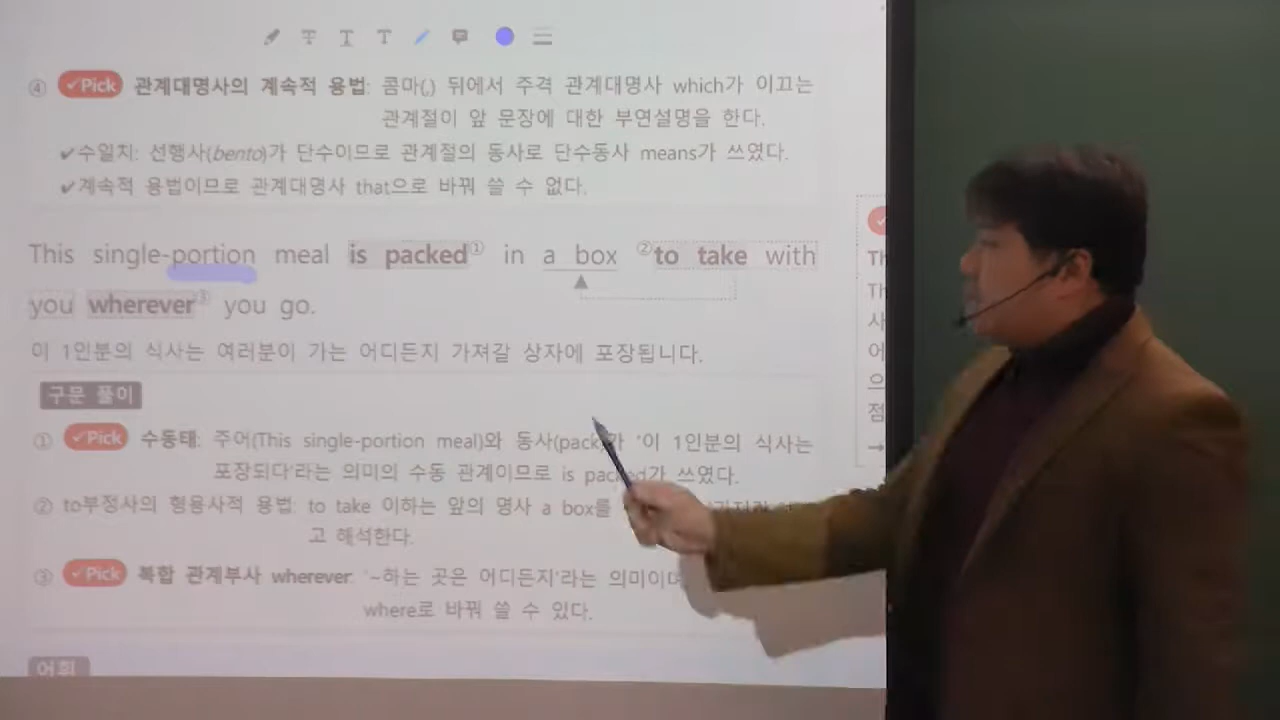 ④ ✓Pick 관계대명사의 계속적 용법: 콤마(,) 뒤에서 주격 관계대명사 which가 이끄는
관계절이 앞 문장에 대한 부연설명을 한다.
✔수일치: 선행사(bento)가 단수이므로 관계절의 동사로 단수동사 means가 쓰였다.
✔계속적 용법이므로 관계대명사 that으로 바꿔 쓸 수 없다.
This single-portion meal is packed① in a box ②to take with
you wherever③ you go.
이 1인분의 식사는 여러분이 가는 어디든지 가져갈 상자에 포장됩니다.
구문 풀이
① ✓Pick 수동태: 주어(This single-portion meal)와 동사(pack)가 '이 1인분의 식사는
포장되다'라는 의미의 수동 관계이므로 is packed가 쓰였다.
② to부정사의 형용사적 용법: to take 이하는 앞의 명사 a box를
고 해석한다.
③ ✓Pick 복합 관계부사 wherever: '~하는 곳은 어디든지'라는 의미이며
where로 바꿔 쓸 수 있다.
어휘
Th
Th
사
어
으
점
→